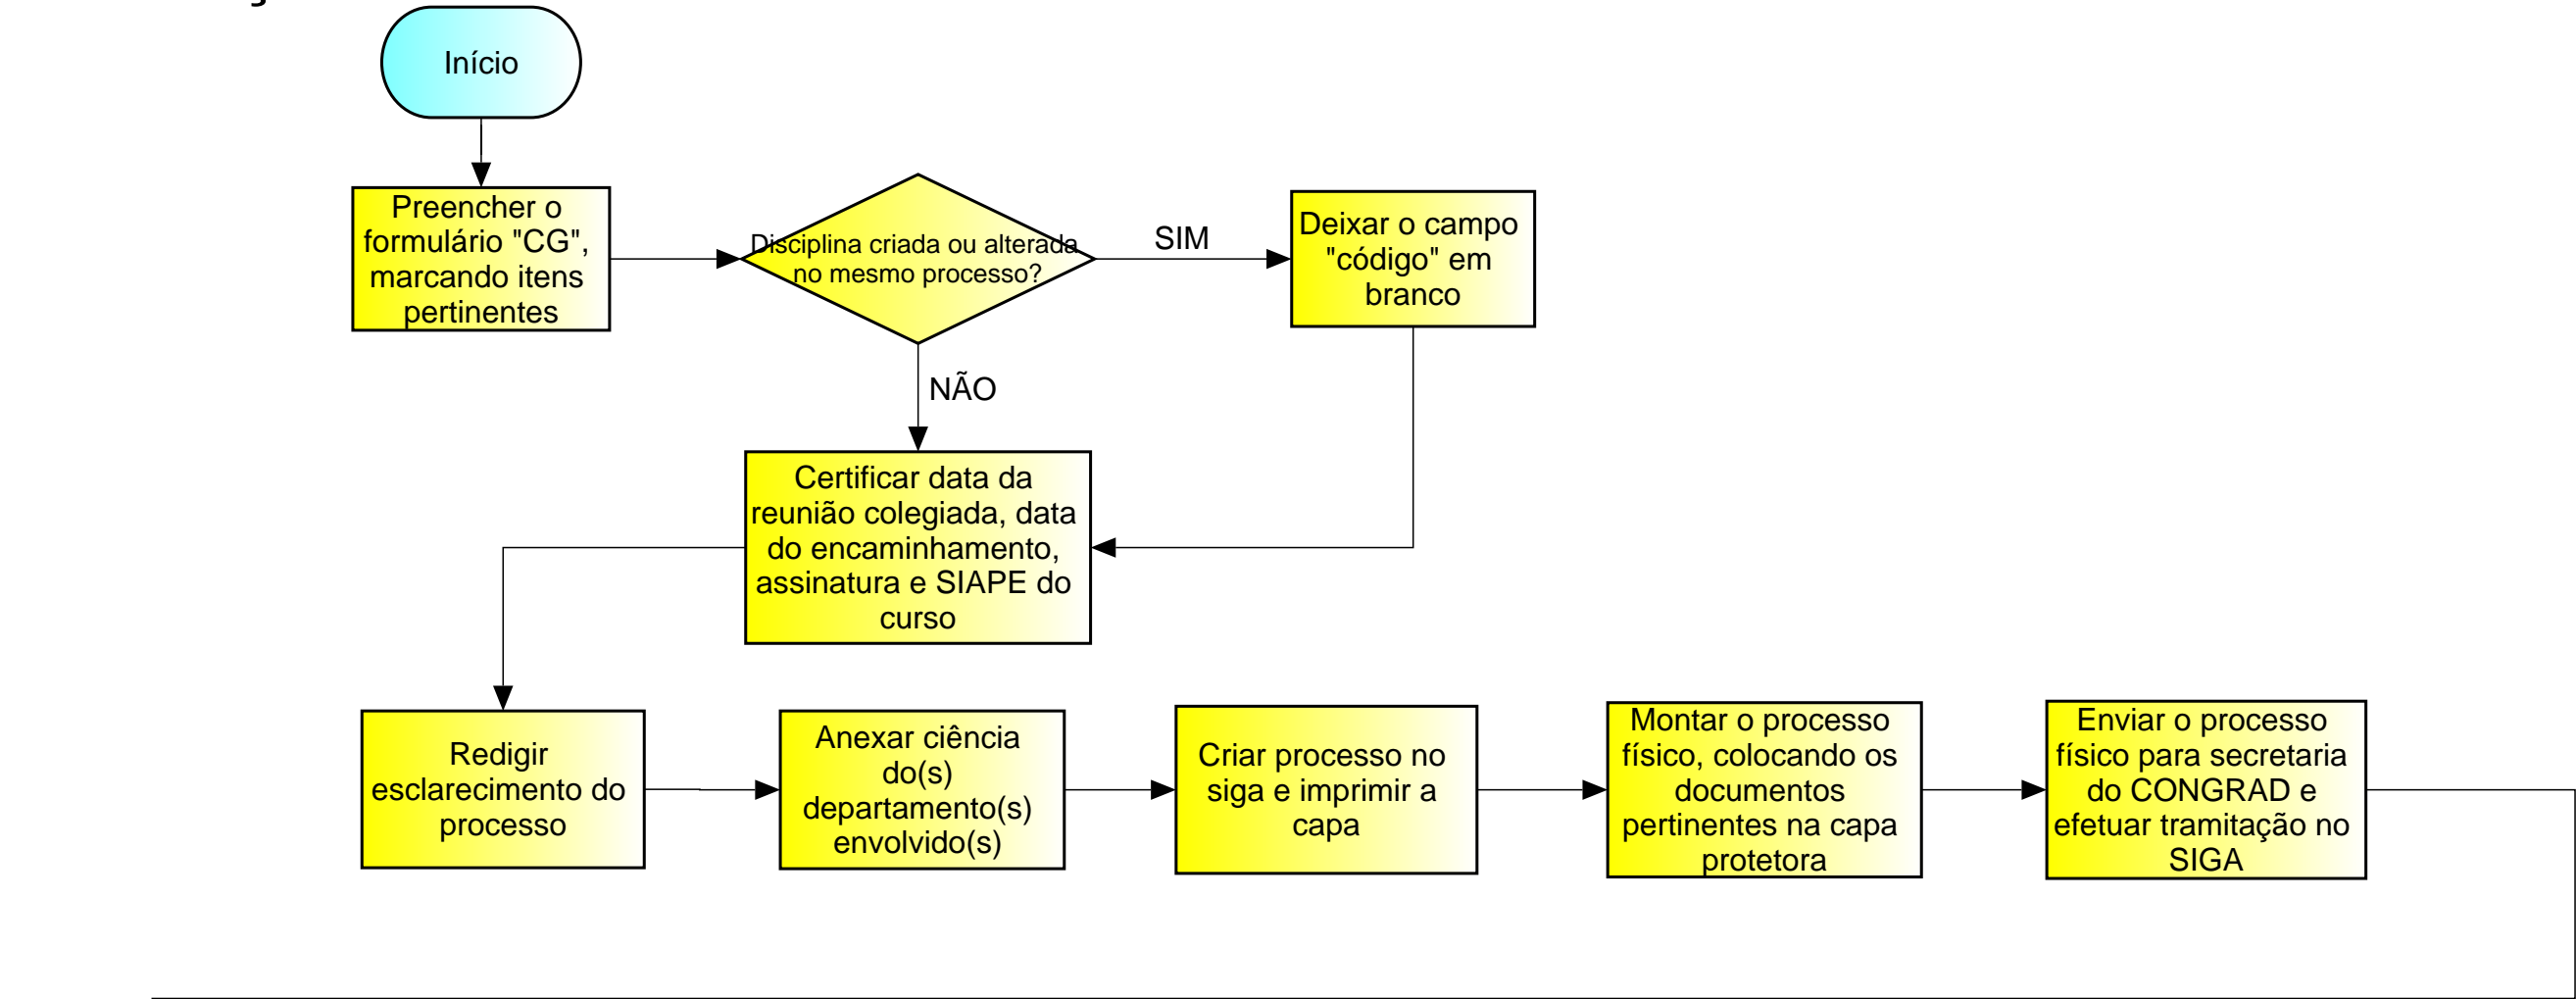 Início
Preencher o
formulário "CG",
marcando itens
pertinentes
Disciplina criada ou alterada
no mesmo processo?
SIM
Deixar o campo
"código" em
branco
NÃO
Certificar data da
reunião colegiada, data
do encaminhamento,
assinatura e SIAPE do
curso
Redigir
esclarecimento do
processo
Anexar ciência
do(s)
departamento(s)
envolvido(s)
Criar processo no
siga e imprimir a
capa
Montar o processo
físico, colocando os
documentos
pertinentes na capa
protetora
Enviar o processo
físico para secretaria
do CONGRAD e
efetuar tramitação no
SIGA